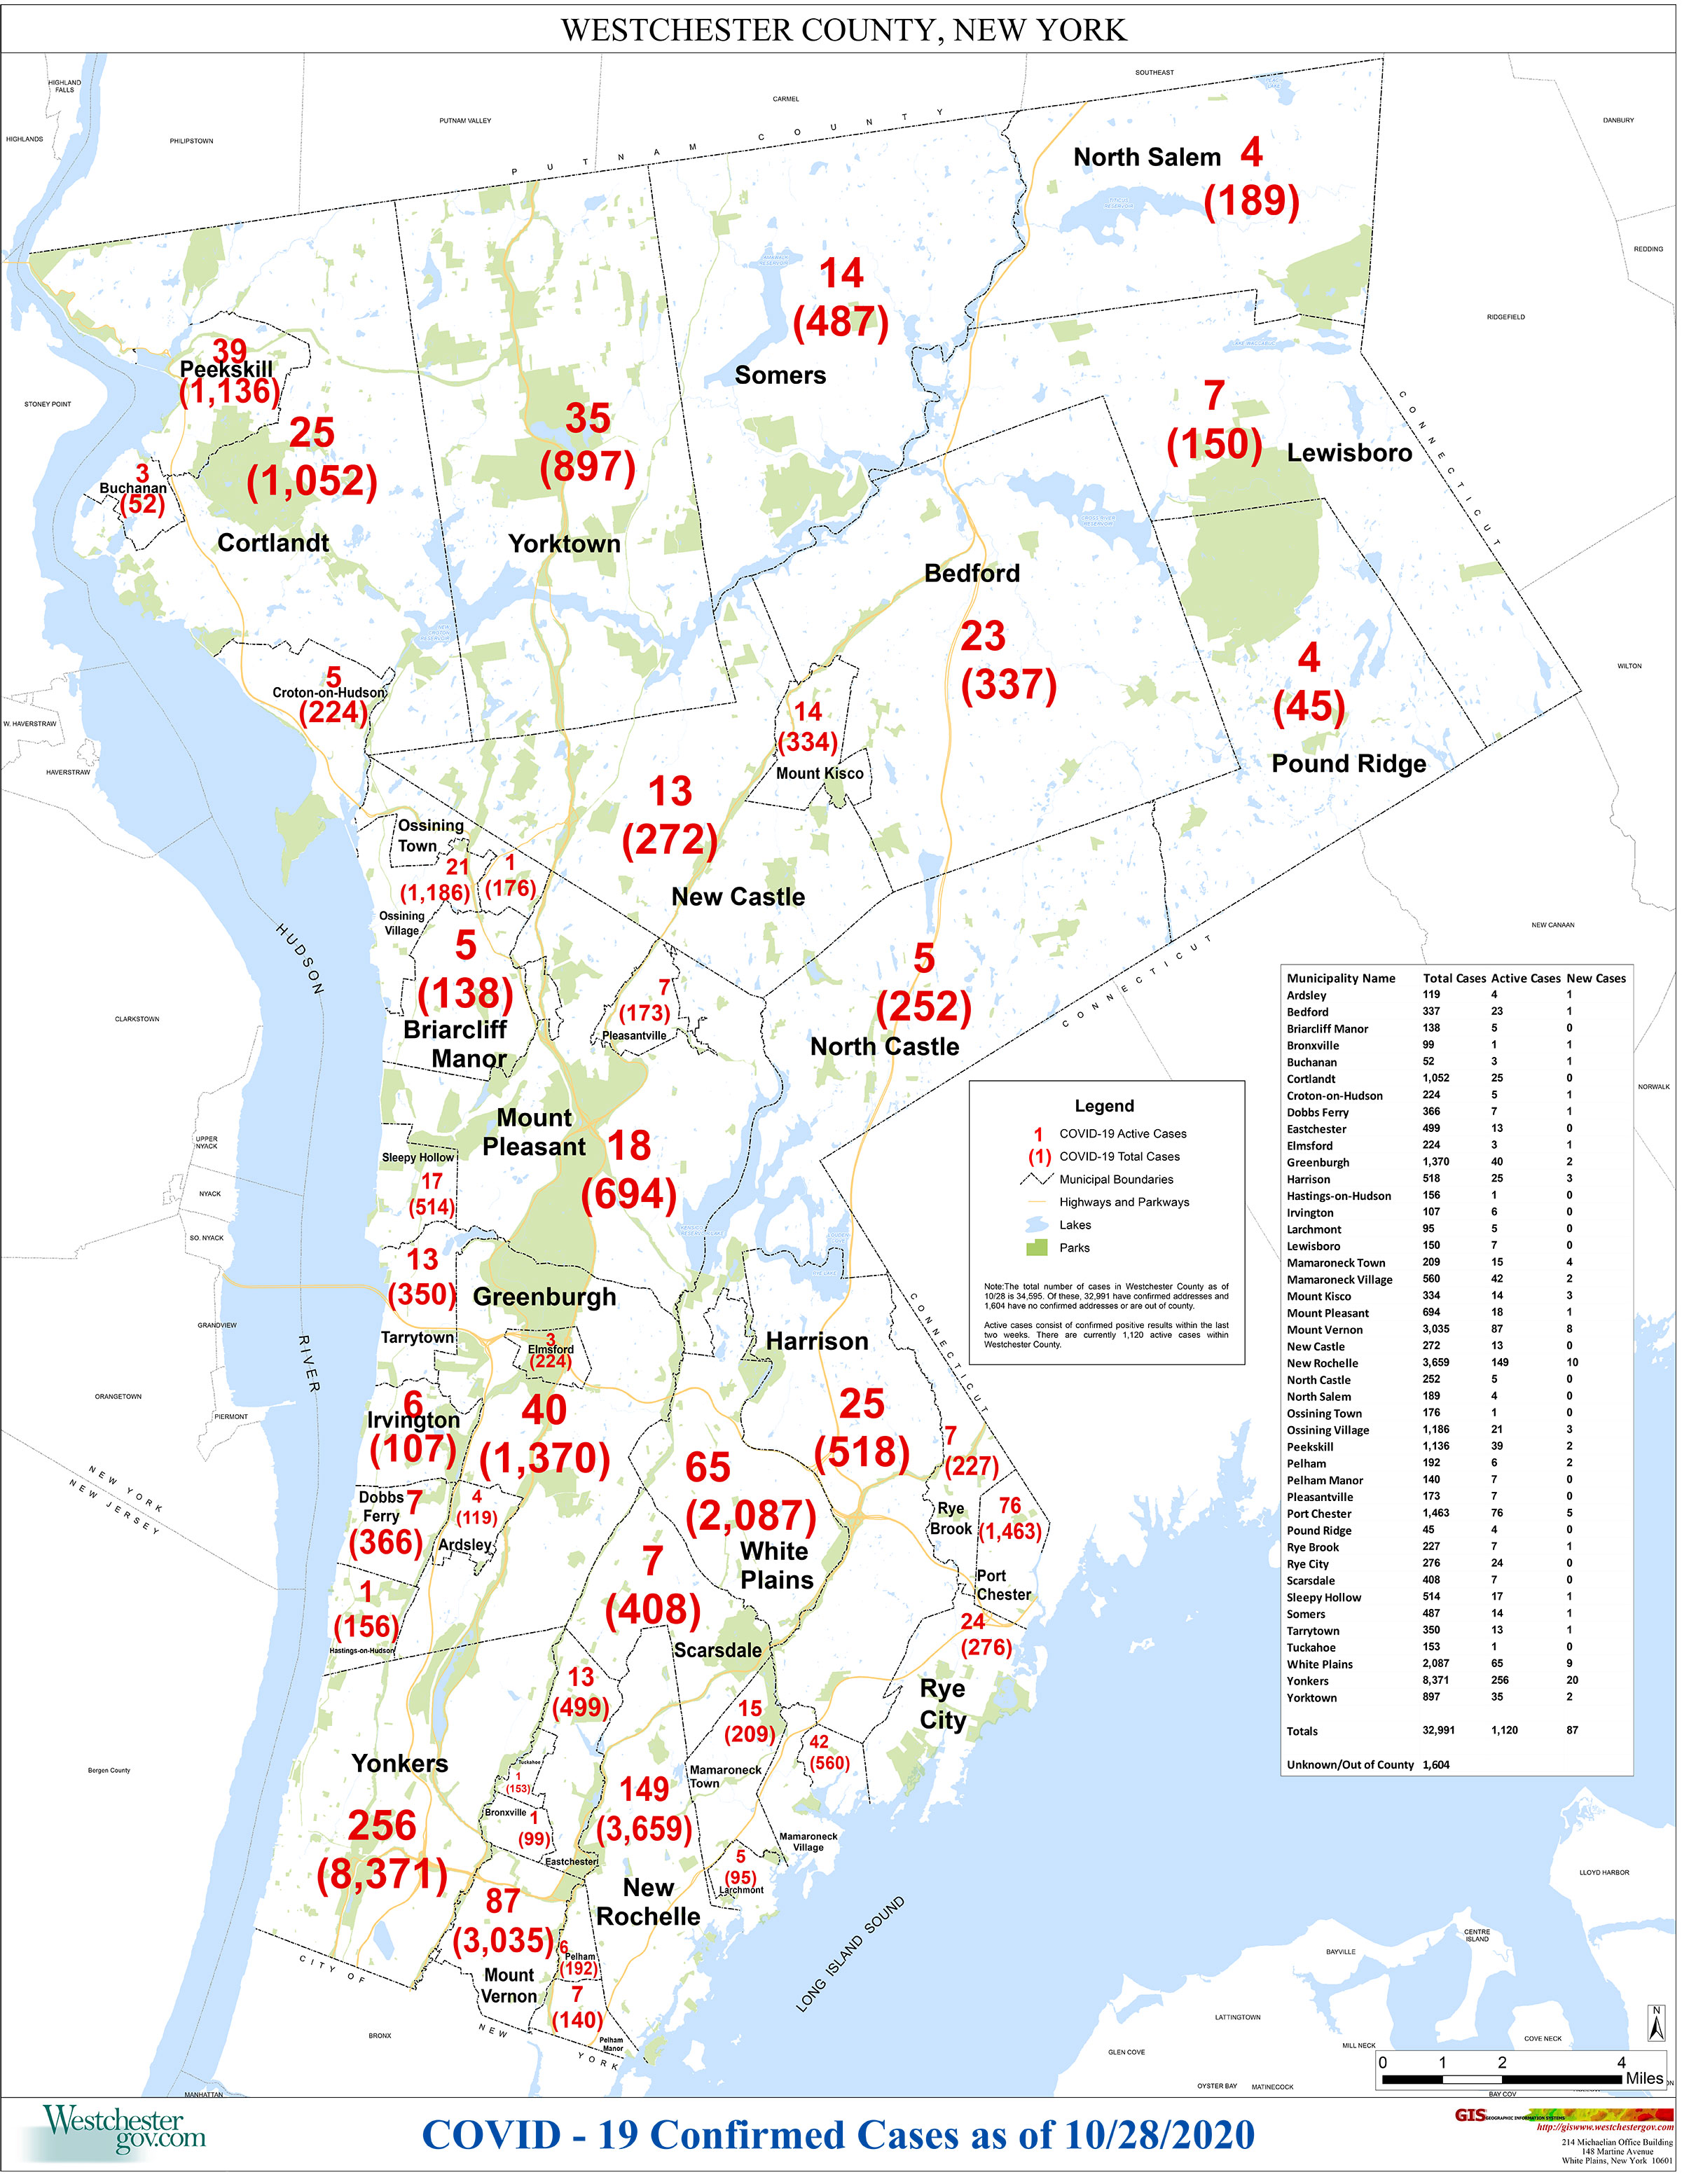 WESTCHESTER COUNTY, NEW YORK
HIGHLAND
FALLS
HIGHLANDS
PHILIPSTOWN
PUTNAM VALLEY
CARMEL
SOUTHEAST
DANBURY
REDDING
RIDGEFIELD
WILTON
NEW CANAAN
NORWALK
PUTNAM COUNTY
CONNECTICUT
North Salem 4
(189)
14
(487)
Somers
39
Peekskill
(1,136)
25
(1,052)
Cortlandt
3
Buchanan
(52)
35
(897)
Yorktown
7
(150)
Lewisboro
Bedford
23
(337)
4
(45)
Pound Ridge
STONEY POINT
5
Croton-on-Hudson
(224)
W. HAVERSTRAW
HAVERSTRAW
14
(334)
Mount Kisco
13
(272)
New Castle
Ossining
Town
21
(1,186)
1
(176)
Ossining
Village
5
(138)
Briarcliff
Manor
7
(173)
Pleasantville
5
(252)
North Castle
CONNECTICUT
HUDSON
RIVER
CLARKSTOWN
UPPER
NYACK
NYACK
SO. NYACK
GRANDVIEW
ORANGETOWN
PIERMONT
NEW YORK
NEW JERSEY
Bergen County
Mount
Pleasant
18
(694)
Sleepy Hollow
17
(514)
13
(350)
Tarrytown
Greenburgh
3
Elmsford
(224)
40
(1,370)
6
Irvington
(107)
Dobbs
Ferry
7
(366)
4
(119)
Ardsley
1
(156)
Hastings-on-Hudson
Harrison
25
(518)
65
(2,087)
White
Plains
CONNECTICUT
7
(227)
Rye
Brook
76
(1,463)
Port
Chester
24
(276)
Rye
City
7
(408)
Scarsdale
13
(499)
Tuckahoe
1
(153)
Bronxville
1
(99)
Eastchester
15
(209)
Mamaroneck
Town
42
(560)
Mamaroneck
Village
149
(3,659)
New
Rochelle
5
(95)
Larchmont
Yonkers
256
(8,371)
87
(3,035)
Mount
Vernon
6
Pelham
(192)
7
(140)
Pelham
Manor
CITY OF
NEW
YORK
BRONX
MANHATTAN
LONG ISLAND SOUND
LLOYD HARBOR
CENTRE
ISLAND
BAYVILLE
LATTINGTOWN
MILL NECK
COVE NECK
GLEN COVE
OYSTER BAY
MATINECOCK
BAY COV
Legend
1 COVID-19 Active Cases
(1) COVID-19 Total Cases
Municipal Boundaries
Highways and Parkways
Lakes
Parks
Note:The total number of cases in Westchester County as of
10/28 is 34,595. Of these, 32,991 have confirmed addresses and
1,604 have no confirmed addresses or are out of county.
Active cases consist of confirmed positive results within the last
two weeks. There are currently 1,120 active cases within
Westchester County.
Municipality Name Total Cases Active Cases New Cases
Ardsley 119 4 1
Bedford 337 23 1
Briarcliff Manor 138 5 0
Bronxville 99 1 1
Buchanan 52 3 1
Cortlandt 1,052 25 0
Croton-on-Hudson 224 5 1
Dobbs Ferry 366 7 1
Eastchester 499 13 0
Elmsford 224 3 1
Greenburgh 1,370 40 2
Harrison 518 25 3
Hastings-on-Hudson 156 1 0
Irvington 107 6 0
Larchmont 95 5 0
Lewisboro 150 7 0
Mamaroneck Town 209 15 4
Mamaroneck Village 560 42 2
Mount Kisco 334 14 3
Mount Pleasant 694 18 1
Mount Vernon 3,035 87 8
New Castle 272 13 0
New Rochelle 3,659 149 10
North Castle 252 5 0
North Salem 189 4 0
Ossining Town 176 1 0
Ossining Village 1,186 21 3
Peekskill 1,136 39 2
Pelham 192 6 2
Pelham Manor 140 7 0
Pleasantville 173 7 0
Port Chester 1,463 76 5
Pound Ridge 45 4 0
Rye Brook 227 7 1
Rye City 276 24 0
Scarsdale 408 7 0
Sleepy Hollow 514 17 1
Somers 487 14 1
Tarrytown 350 13 1
Tuckahoe 153 1 0
White Plains 2,087 65 9
Yonkers 8,371 256 20
Yorktown 897 35 2
Totals 32,991 1,120 87
Unknown/Out of County 1,604
N
0 1 2 4
Miles
Westchester
gov.com
COVID - 19 Confirmed Cases as of 10/28/2020
GIS GEOGRAPHIC INFORMATION SYSTEMS
http://giswww.westchestergov.com
214 Michaelian Office Building
148 Martine Avenue
White Plains, New York 10601